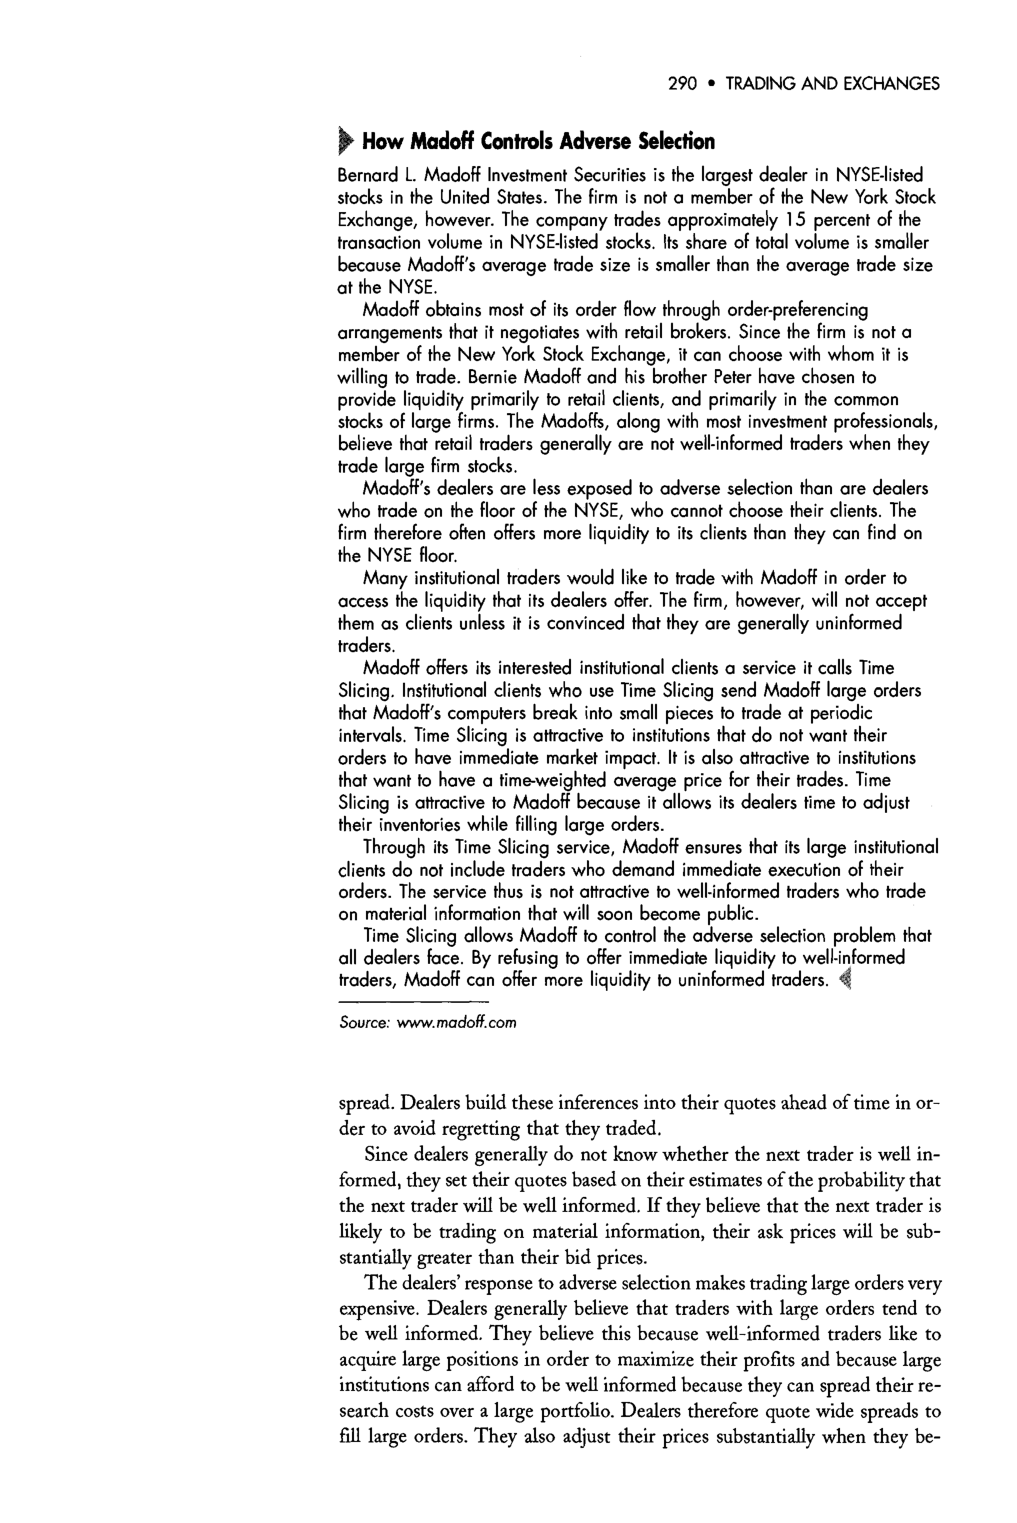 290 • TRADING AND EXCHANGES
How Madoff Controls Adverse Selection
Bernard L. Madoff Investment Securities is the largest dealer in NYSE-listed
stocks in the United States. The firm is not a member of the New York Stock
Exchange, however. The company trades approximately 15 percent of the
transaction volume in NYSE-listed stocks. Its share of total volume is smaller
because Madoff's average trade size is smaller than the average trade size
at the NYSE.
Madoff obtains most of its order flow through order-preferencing
arrangements that it negotiates with retail brokers. Since the firm is not a
member of the New York Stock Exchange, it can choose with whom it is
willing to trade. Bernie Madoff and his brother Peter have chosen to
provide liquidity primarily to retail clients, and primarily in the common
stocks of large firms. The Madoffs, along with most investment professionals,
believe that retail traders generally are not well-informed traders when they
trade large firm stocks.
Madoff's dealers are less exposed to adverse selection than are dealers
who trade on the floor of the NYSE, who cannot choose their clients. The
firm therefore often offers more liquidity to its clients than they can find on
the NYSE floor.
Many institutional traders would like to trade with Madoff in order to
access the liquidity that its dealers offer. The firm, however, will not accept
them as clients unless it is convinced that they are generally uninformed
traders.
Madoff offers its interested institutional clients a service it calls Time
Slicing. Institutional clients who use Time Slicing send Madoff large orders
that Madoff's computers break into small pieces to trade at periodic
intervals. Time Slicing is attractive to institutions that do not want their
orders to have immediate market impact. It is also attractive to institutions
that want to have a time-weighted average price for their trades. Time
Slicing is attractive to Madoff because it allows its dealers time to adjust
their inventories while filling large orders.
Through its Time Slicing service, Madoff ensures that its large institutional
clients do not include traders who demand immediate execution of their
orders. The service thus is not attractive to well-informed traders who trade
on material information that will soon become public.
Time Slicing allows Madoff to control the adverse selection problem that
all dealers face. By refusing to offer immediate liquidity to well-informed
traders, Madoff can offer more liquidity to uninformed traders.
Source: www.madoff.com
spread. Dealers build these inferences into their quotes ahead of time in or-
der to avoid regretting that they traded.
Since dealers generally do not know whether the next trader is well in-
formed, they set their quotes based on their estimates of the probability that
the next trader will be well informed. If they believe that the next trader is
likely to be trading on material information, their ask prices will be sub-
stantially greater than their bid prices.
The dealers' response to adverse selection makes trading large orders very
expensive. Dealers generally believe that traders with large orders tend to
be well informed. They believe this because well-informed traders like to
acquire large positions in order to maximize their profits and because large
institutions can afford to be well informed because they can spread their re-
search costs over a large portfolio. Dealers therefore quote wide spreads to
fill large orders. They also adjust their prices substantially when they be-